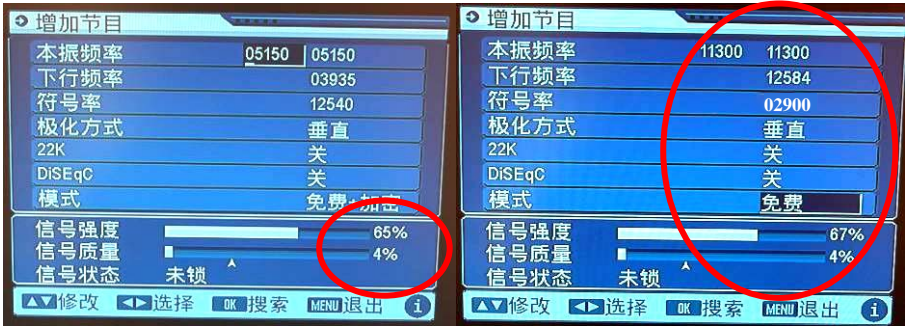 增加节目
本振频率 05150 05150
下行频率 03935
符号率 12540
极化方式 垂直
22K 关
DiSEqC 关
模式 免费+加密
信号强度 65%
信号质量 4%
信号状态 未锁
修改 选择 OK 搜索 MENU 退出 i
增加节目
本振频率 11300 11300
下行频率 12584
符号率 02900
极化方式 垂直
22K 关
DiSEqC 关
模式 免费
信号强度 67%
信号质量 4%
信号状态 未锁
修改 选择 OK 搜索 MENU 退出 i